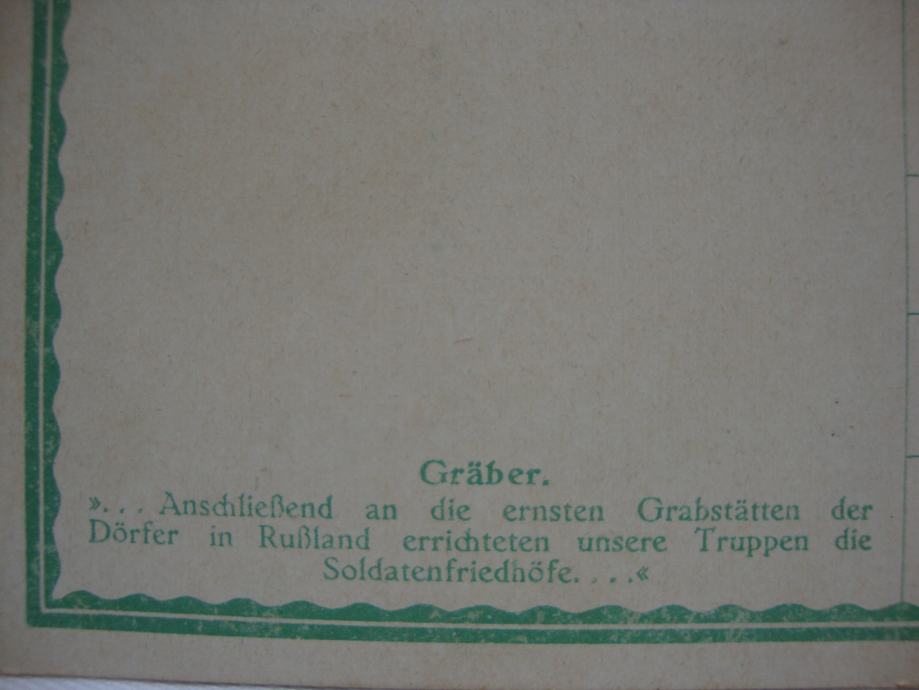 Gräber.
»... Anschließend an die ernsten Grabstätten der
Dörfer in Rußland errichteten unsere Truppen die
Soldatenfriedhöfe....«